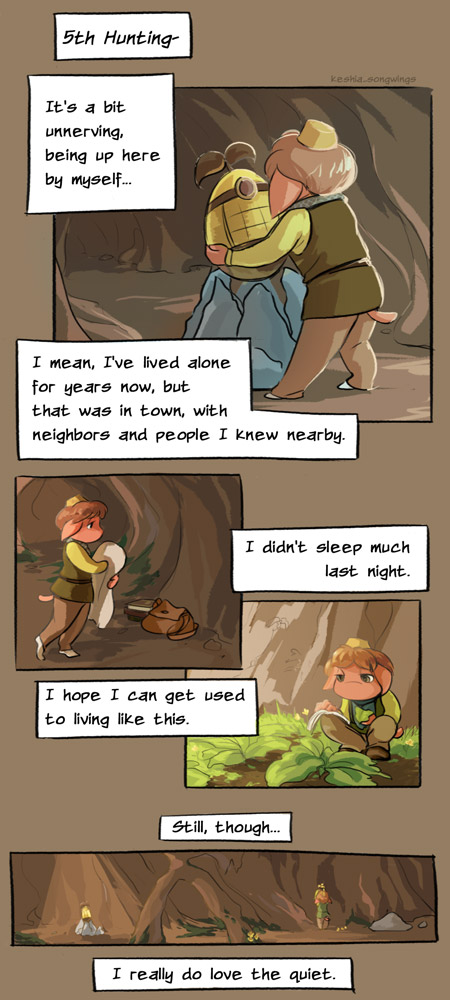 5th Hunting-
keshia..songwings
It's a bit
unnerving,
being up here
by myself...
I mean, I've lived alone
for years now, but
that was in town, with
neighbors and people I knew nearby.
I didn't sleep much
last night.
I hope I can get used
to living like this.
Still, though...
I really do love the quiet.